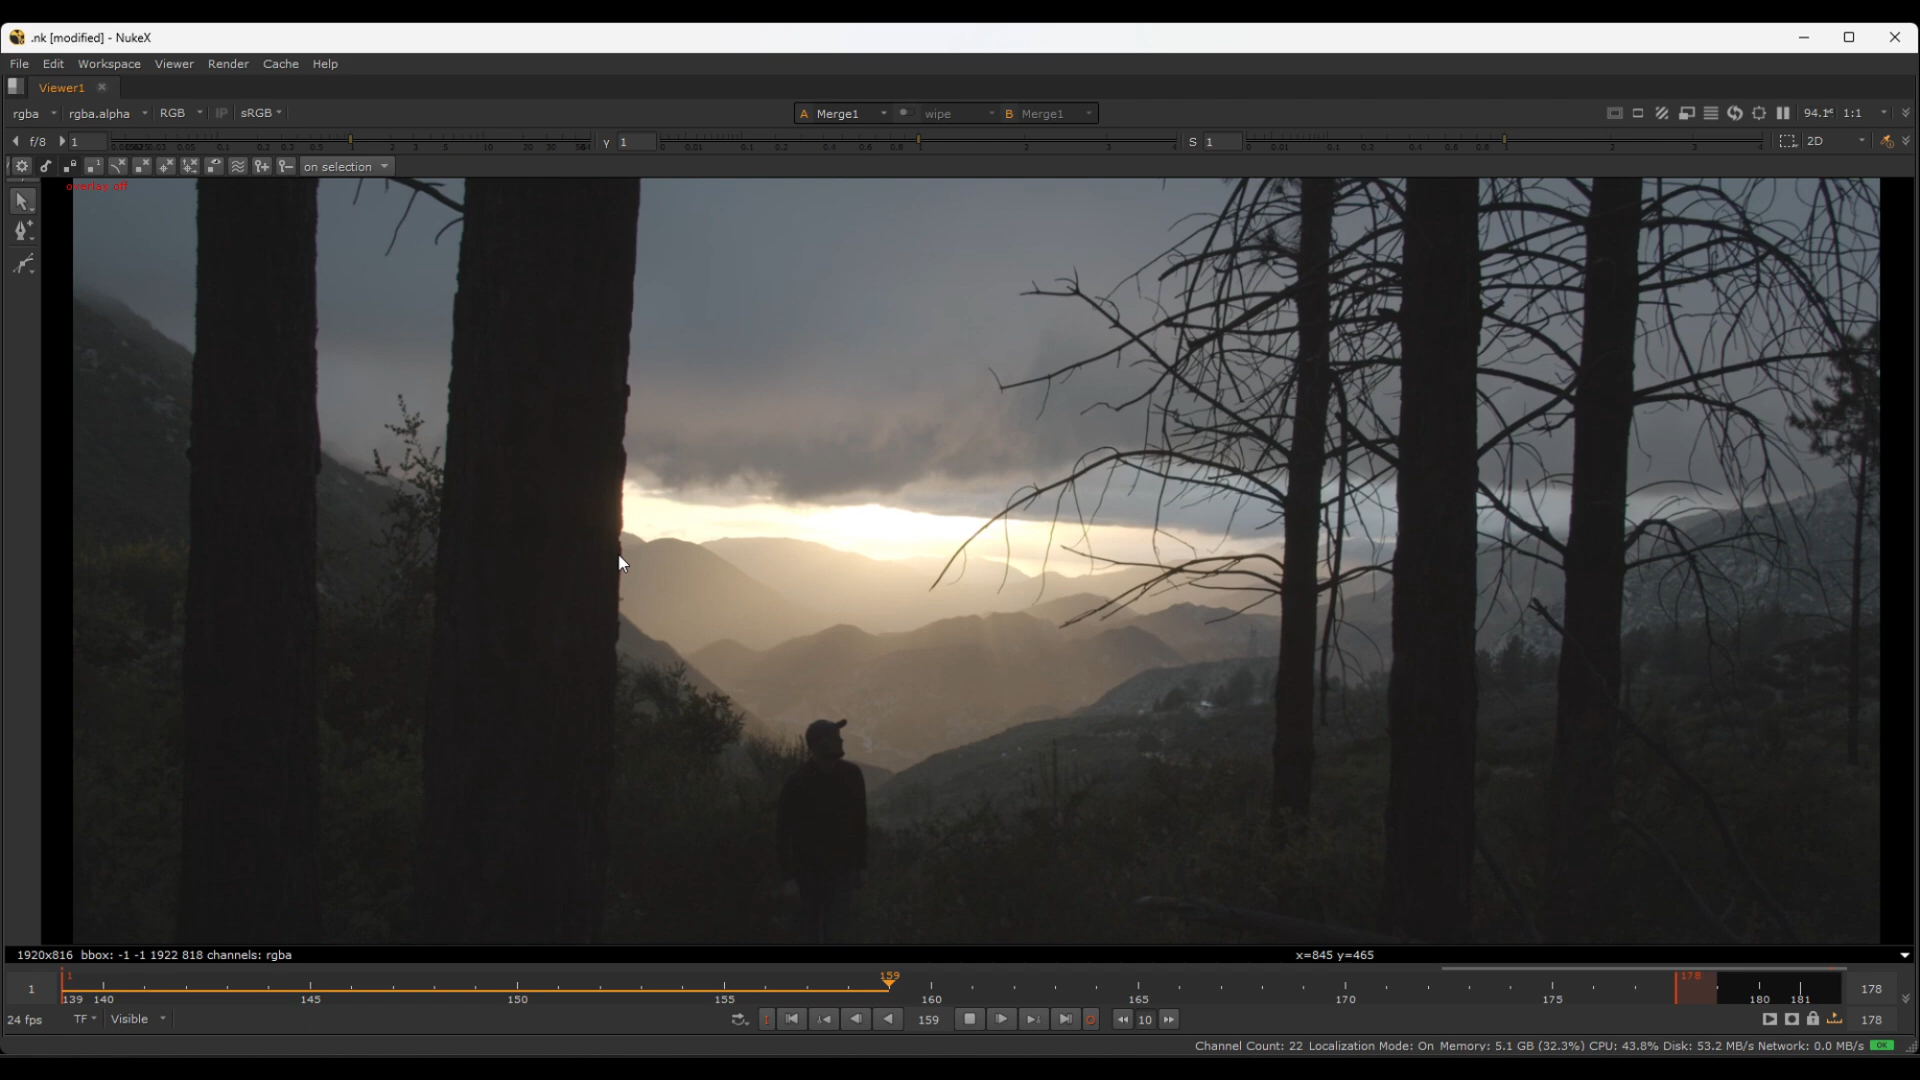 .nk [modified] - NukeX
File Edit Workspace Viewer Render Cache Help
Viewer1
rgba rgba.alpha RGB IP sRGB A Merge1 wipe B Merge1 1:1
f/8 1 γ 1 S 1 2D
on selection
overlay off
1920x816 bbox: -1 -1 1922 818 channels: rgba x=845 y=465
1 159 178
1 139 140 145 150 155 160 165 170 175 180 181 178
24 fps TF Visible 159 10 178
Channel Count: 22 Localization Mode: On Memory: 5.1 GB (32.3%) CPU: 43.8% Disk: 53.2 MB/s Network: 0.0 MB/s OK